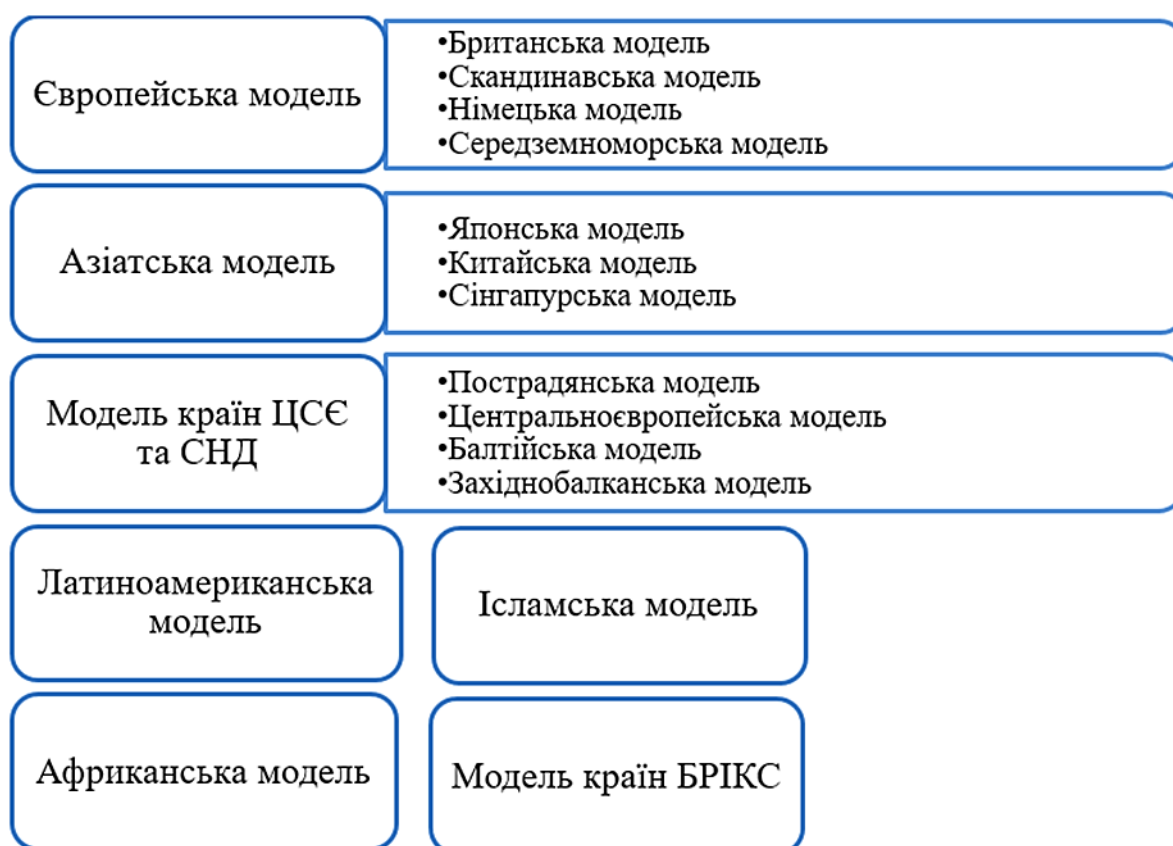 Європейська модель
•Британська модель
•Скандинавська модель
•Німецька модель
•Середземноморська модель
Азіатська модель
•Японська модель
•Китайська модель
•Сінгапурська модель
Модель країн ЦСЄ
та СНД
•Пострадянська модель
•Центральноєвропейська модель
•Балтійська модель
•Західнобалканська модель
Латиноамериканська
модель
Ісламська модель
Африканська модель
Модель країн БРІКС